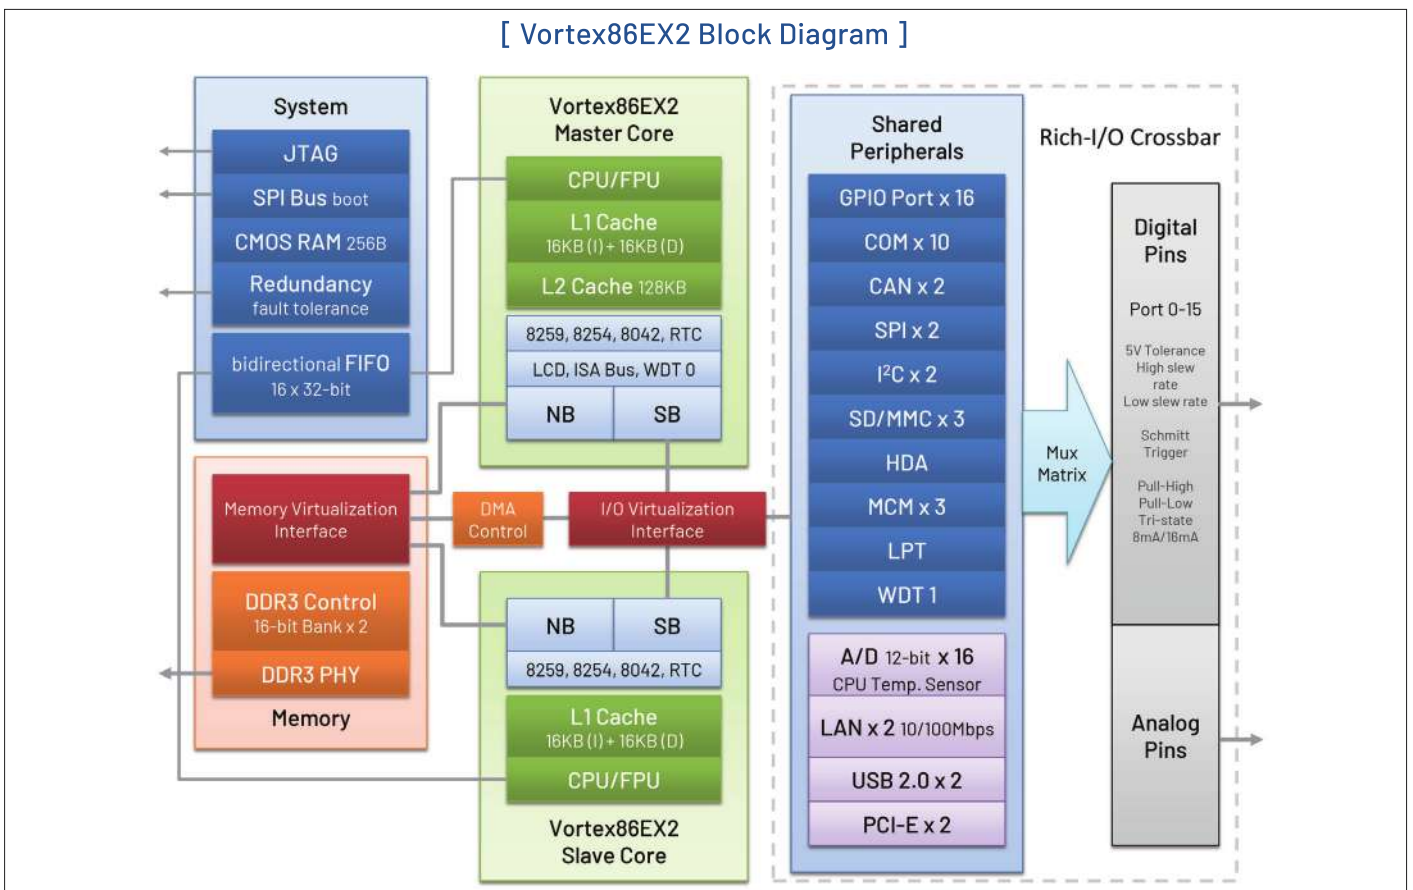 [ Vortex86EX2 Block Diagram ]
System
JTAG
SPI Bus boot
CMOS RAM 256B
Redundancy
fault tolerance
bidirectional FIFO
16 x 32-bit
Memory Virtualization
Interface
DDR3 Control
16-bit Bank x 2
DDR3 PHY
Memory
Vortex86EX2
Master Core
CPU/FPU
L1 Cache
16KB (I) + 16KB (D)
L2 Cache 128KB
8259, 8254, 8042, RTC
LCD, ISA Bus, WDT 0
NB
SB
DMA
Control
I/O Virtualization
Interface
NB
SB
8259, 8254, 8042, RTC
L1 Cache
16KB (I) + 16KB (D)
CPU/FPU
Vortex86EX2
Slave Core
Shared
Peripherals
GPIO Port x 16
COM x 10
CAN x 2
SPI x 2
I²C x 2
SD/MMC x 3
HDA
MCM x 3
LPT
WDT 1
A/D 12-bit x 16
CPU Temp. Sensor
LAN x 2 10/100Mbps
USB 2.0 x 2
PCI-E x 2
Mux
Matrix
Rich-I/O Crossbar
Digital
Pins
Port 0-15
5V Tolerance
High slew
rate
Low slew rate
Schmitt
Trigger
Pull-High
Pull-Low
Tri-state
8mA/16mA
Analog
Pins